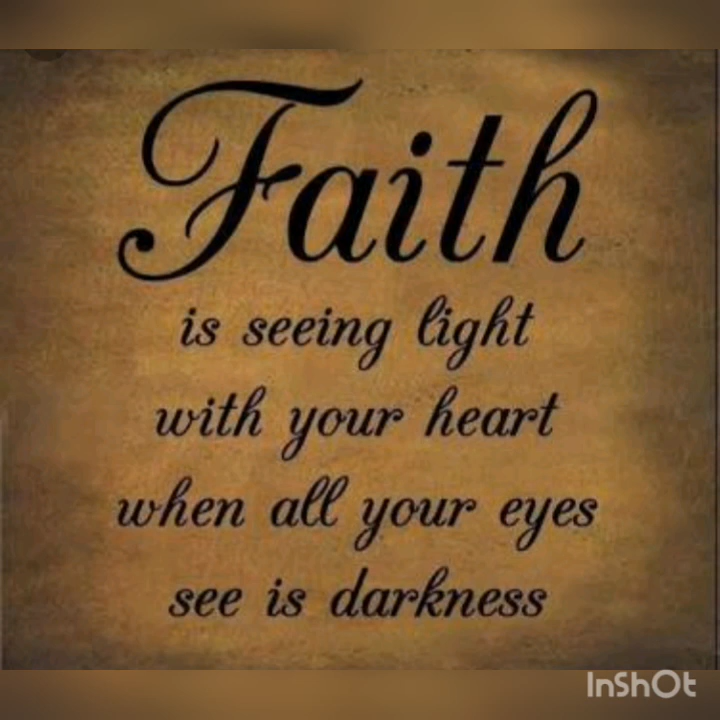 Faith
is seeing light
with your heart
when all your eyes
see is darkness
InShOt